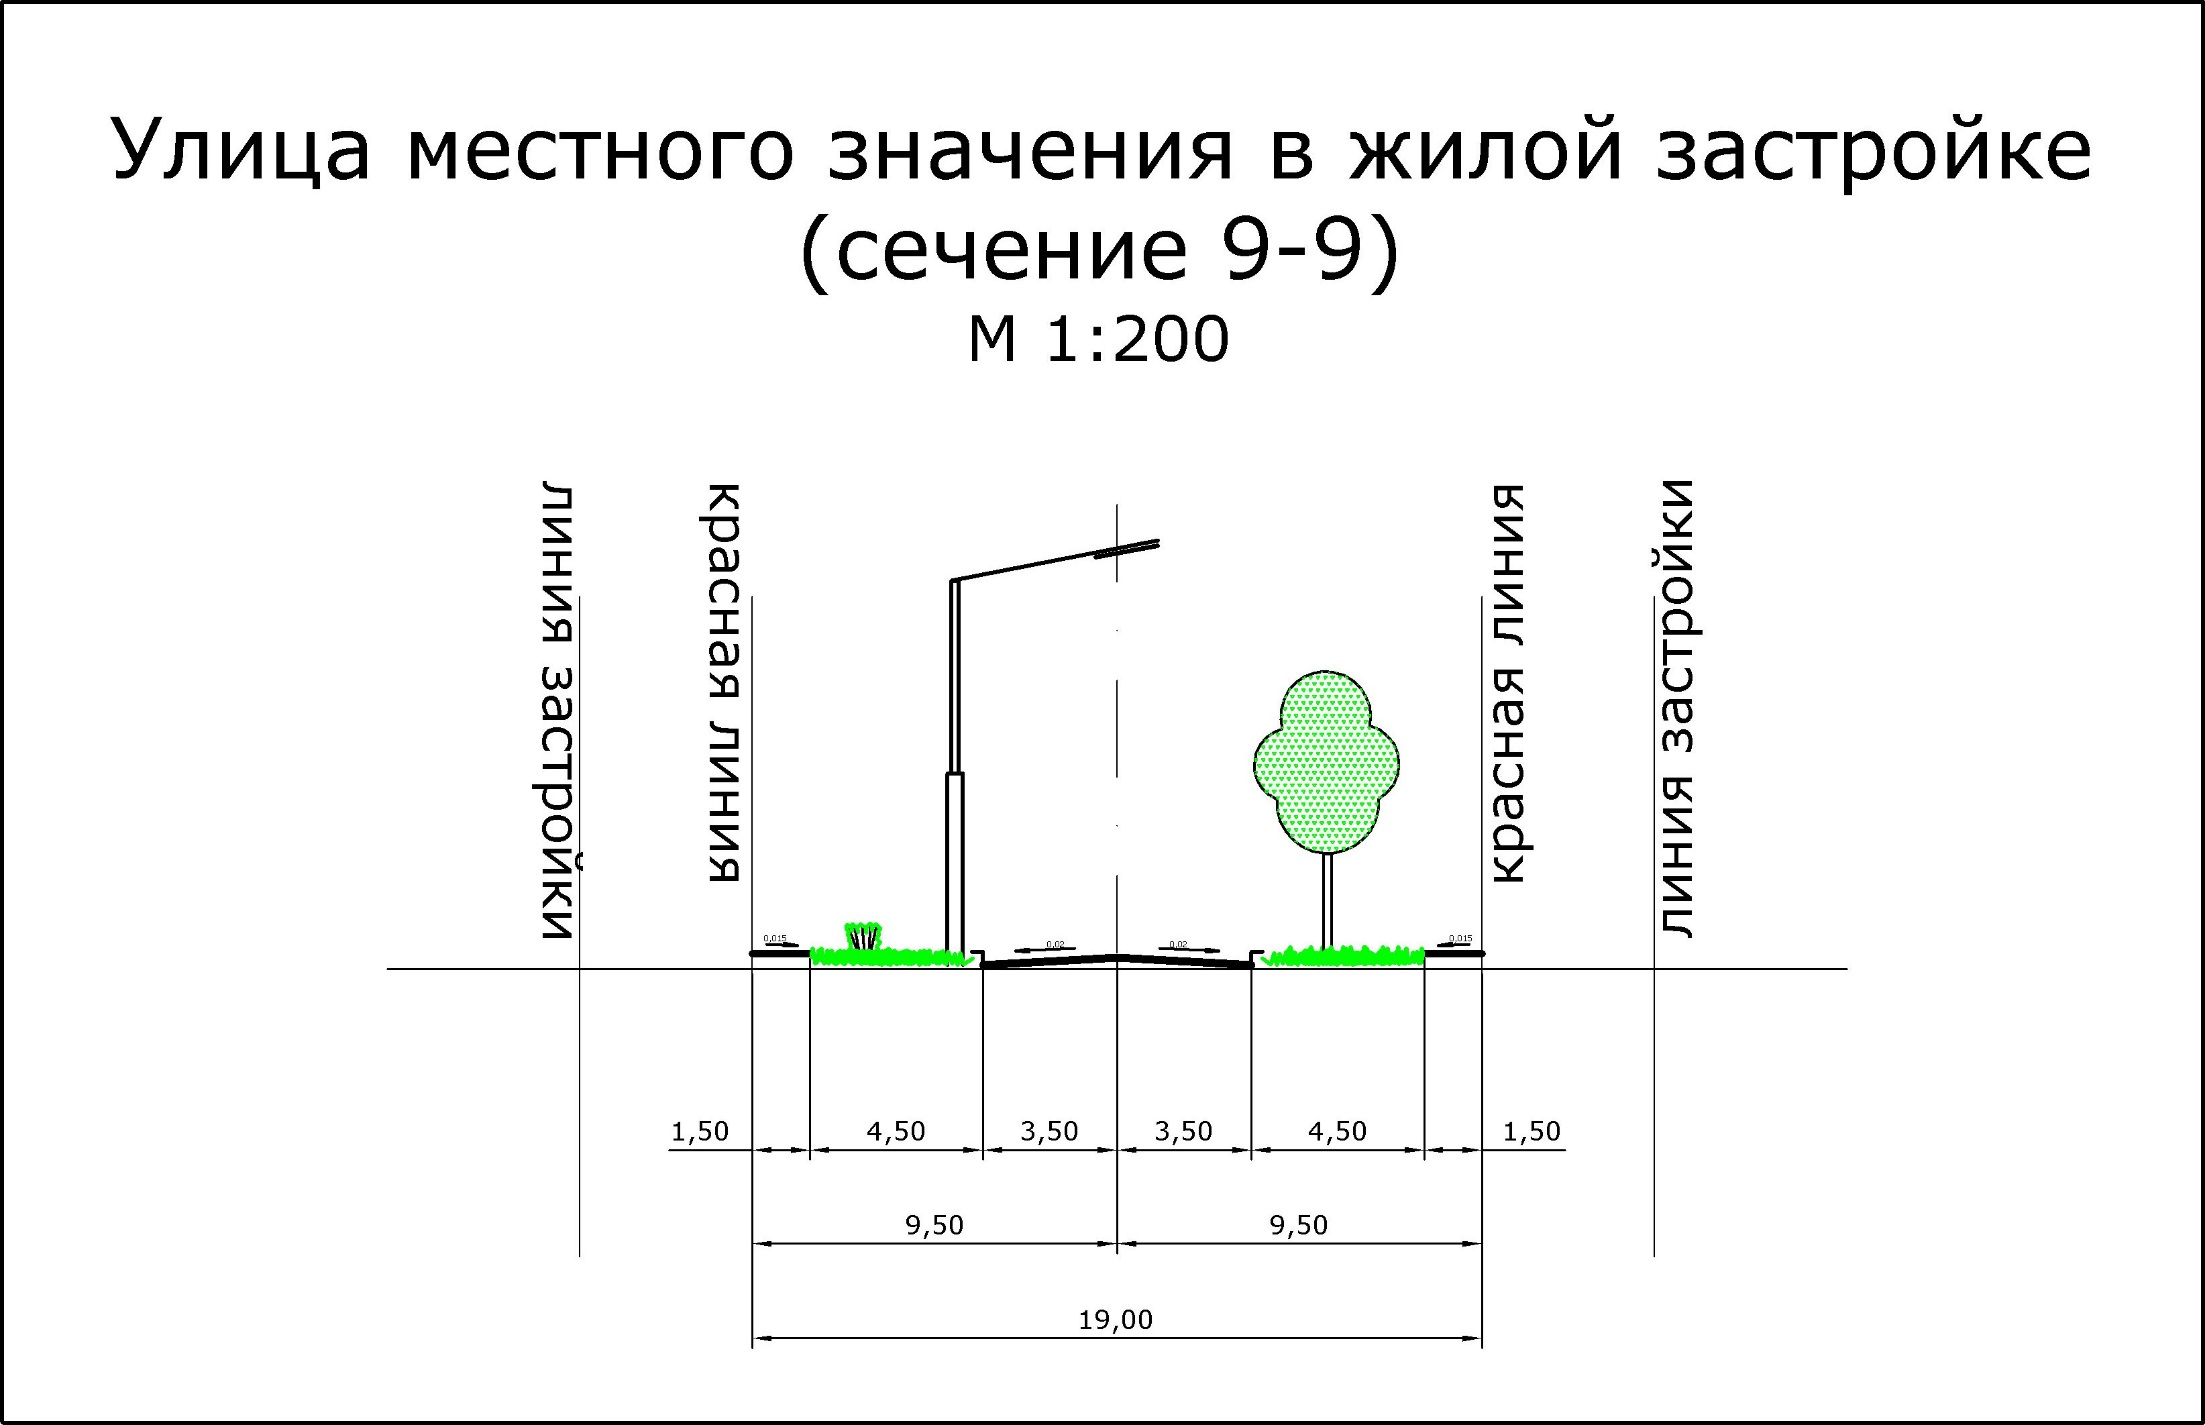 Улица местного значения в жилой застройке
(сечение 9-9)
М 1:200
линия застройки
красная линия
красная линия
линия застройки
0,015
0,02
0,02
0,015
1,50
4,50
3,50
3,50
4,50
1,50
9,50
9,50
19,00